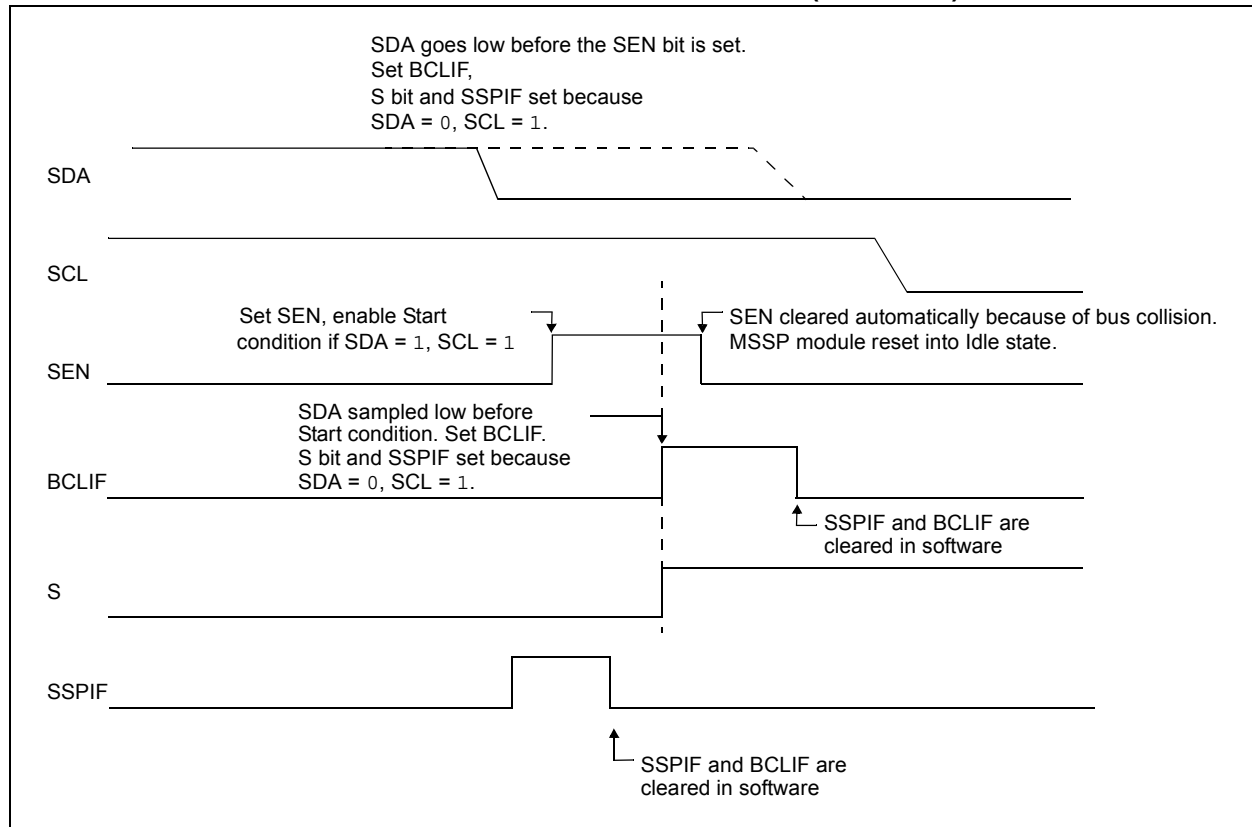 SDA goes low before the SEN bit is set.
Set BCLIF,
S bit and SSPIF set because
SDA = 0, SCL = 1.
SDA
SCL
Set SEN, enable Start
condition if SDA = 1, SCL = 1
SEN cleared automatically because of bus collision.
MSSP module reset into Idle state.
SEN
SDA sampled low before
Start condition. Set BCLIF.
S bit and SSPIF set because
SDA = 0, SCL = 1.
BCLIF
SSPIF and BCLIF are
cleared in software
S
SSPIF
SSPIF and BCLIF are
cleared in software